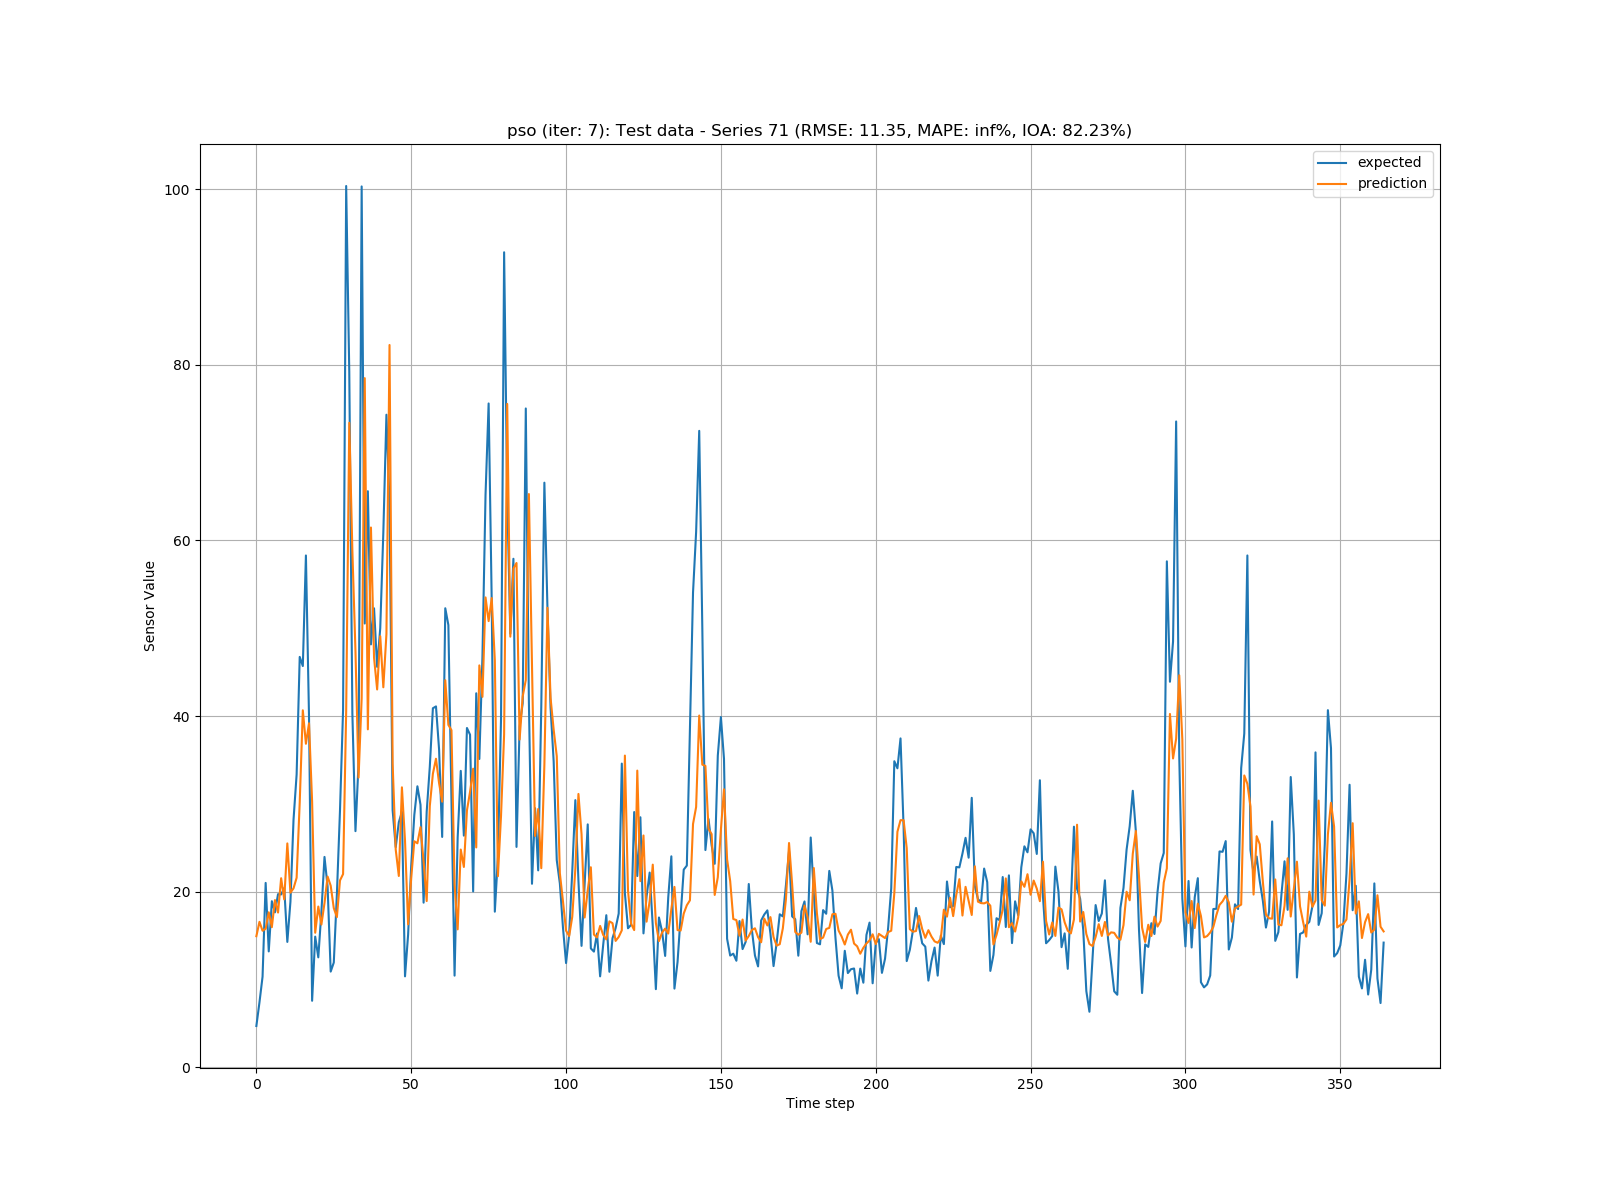 pso (iter: 7): Test data - Series 71 (RMSE: 11.35, MAPE: inf%, IOA: 82.23%)
expected
prediction
100
80
60
40
20
0
Sensor Value
0 50 100 150 200 250 300 350
Time step